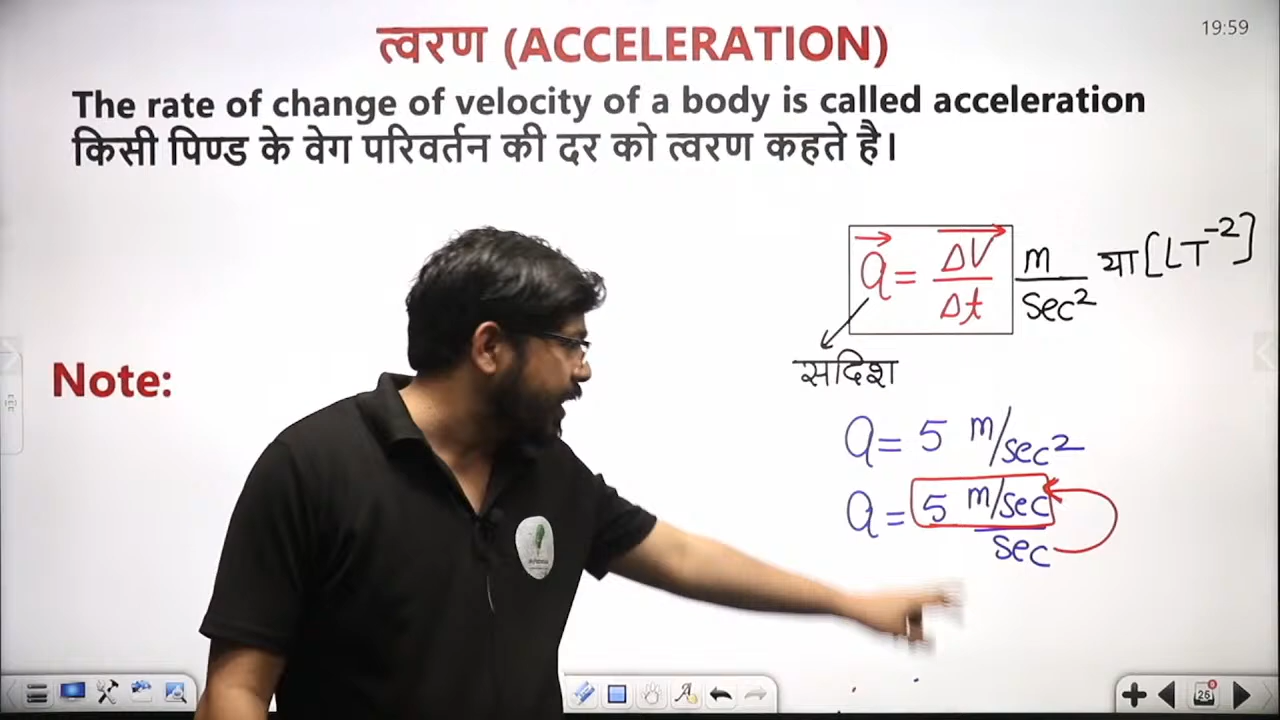 त्वरण (ACCELERATION)
19:59
The rate of change of velocity of a body is called acceleration
किसी पिण्ड के वेग परिवर्तन की दर को त्वरण कहते है।
a = ΔV/Δt m/sec² या [LT⁻²]
सदिश
Note:
a = 5 m/sec²
a = 5 m/sec/sec
25